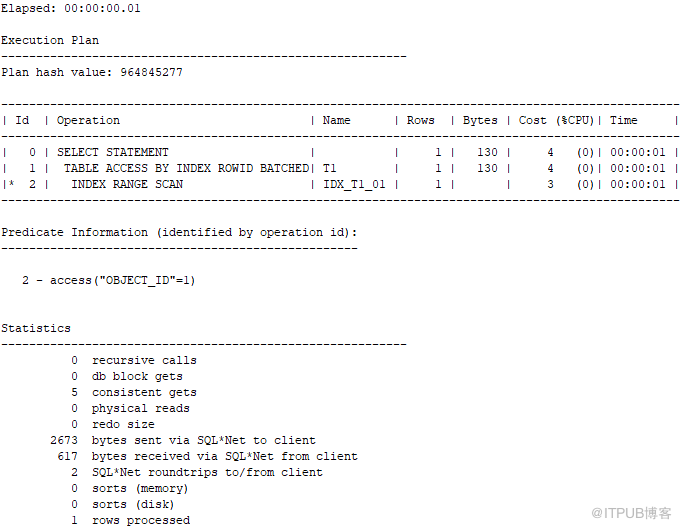 Elapsed: 00:00:00.01
Execution Plan
----------------------------------------------------------
Plan hash value: 964845277
-------------------------------------------------------------------------------------------------
| Id  | Operation                           | Name      | Rows  | Bytes | Cost (%CPU)| Time     |
-------------------------------------------------------------------------------------------------
|   0 | SELECT STATEMENT                    |           |     1 |   130 |     4   (0)| 00:00:01 |
|   1 |  TABLE ACCESS BY INDEX ROWID BATCHED| T1        |     1 |   130 |     4   (0)| 00:00:01 |
|*  2 |   INDEX RANGE SCAN                  | IDX_T1_01 |     1 |       |     3   (0)| 00:00:01 |
-------------------------------------------------------------------------------------------------
Predicate Information (identified by operation id):
---------------------------------------------------
2 - access("OBJECT_ID"=1)
Statistics
----------------------------------------------------------
0  recursive calls
0  db block gets
5  consistent gets
0  physical reads
0  redo size
2673  bytes sent via SQL*Net to client
617  bytes received via SQL*Net from client
2  SQL*Net roundtrips to/from client
0  sorts (memory)
0  sorts (disk)
1  rows processed
@ITPUB博客